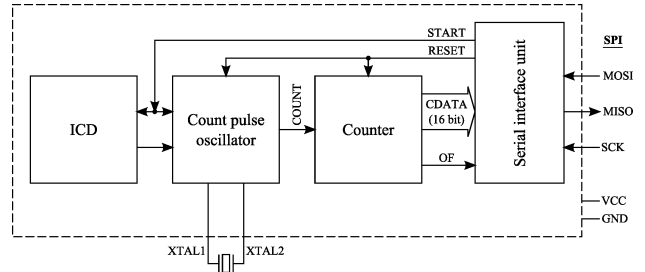 START
SPI
RESET
MOSI
ICD
Count pulse
oscillator
COUNT
Counter
CDATA
(16 bit)
OF
Serial interface unit
MISO
SCK
VCC
GND
XTAL1
XTAL2